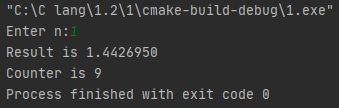 "C:\C lang\1.2\1\cmake-build-debug\1.exe"
Enter n:1
Result is 1.4426950
Counter is 9
Process finished with exit code 0